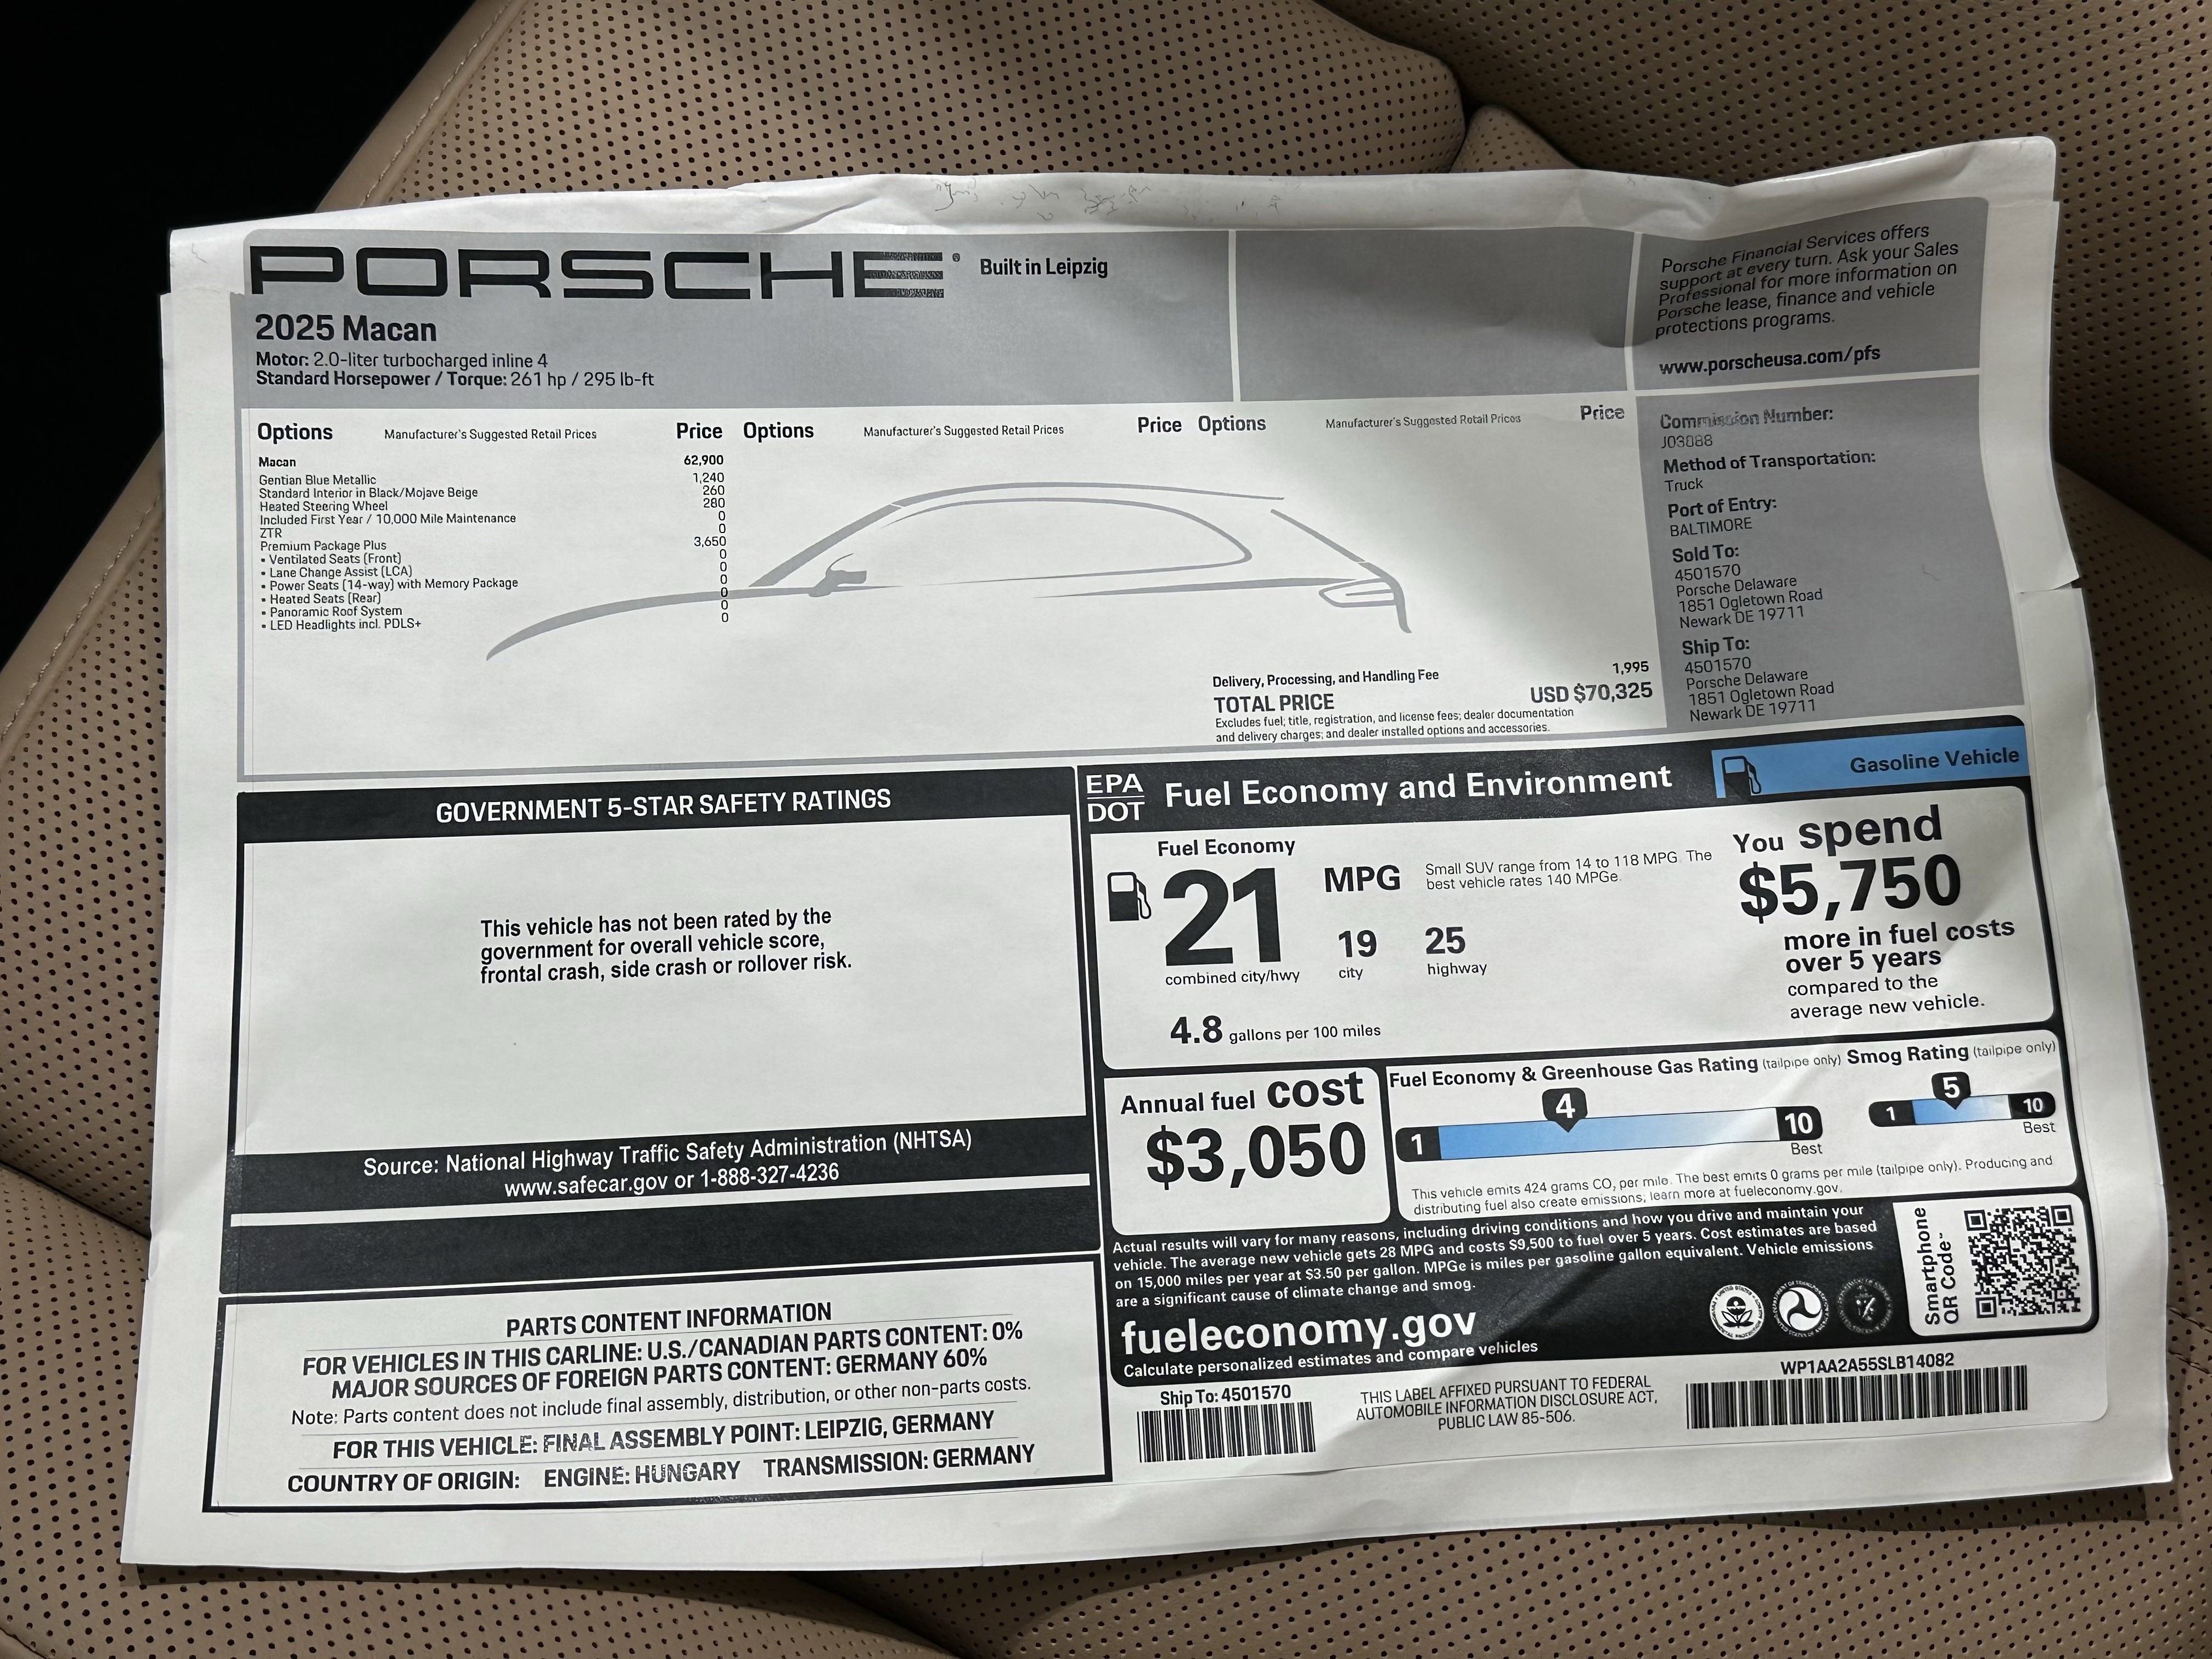 PORSCHE® Built in Leipzig
2025 Macan
Motor: 2.0-liter turbocharged inline 4
Standard Horsepower / Torque: 261 hp / 295 lb-ft
Porsche Financial Services offers
support at every turn. Ask your Sales
Professional for more information on
Porsche lease, finance and vehicle
protections programs.
www.porscheusa.com/pfs
Options Manufacturer's Suggested Retail Prices Price Options Manufacturer's Suggested Retail Prices Price Options Manufacturer's Suggested Retail Prices Price
Macan 62,900
Gentian Blue Metallic 1,240
Standard Interior in Black/Mojave Beige 260
Heated Steering Wheel 280
Included First Year / 10,000 Mile Maintenance 0
ZTR 0
Premium Package Plus 3,650
• Ventilated Seats (Front) 0
• Lane Change Assist (LCA) 0
• Power Seats (14-way) with Memory Package 0
• Heated Seats (Rear) 0
• Panoramic Roof System 0
• LED Headlights incl. PDLS+ 0
Delivery, Processing, and Handling Fee 1,995
TOTAL PRICE USD $70,325
Excludes fuel; title, registration, and license fees; dealer documentation
and delivery charges; and dealer installed options and accessories.
Commission Number:
J03088
Method of Transportation:
Truck
Port of Entry:
BALTIMORE
Sold To:
4501570
Porsche Delaware
1851 Ogletown Road
Newark DE 19711
Ship To:
4501570
Porsche Delaware
1851 Ogletown Road
Newark DE 19711
GOVERNMENT 5-STAR SAFETY RATINGS
This vehicle has not been rated by the
government for overall vehicle score,
frontal crash, side crash or rollover risk.
Source: National Highway Traffic Safety Administration (NHTSA)
www.safecar.gov or 1-888-327-4236
PARTS CONTENT INFORMATION
FOR VEHICLES IN THIS CARLINE: U.S./CANADIAN PARTS CONTENT: 0%
MAJOR SOURCES OF FOREIGN PARTS CONTENT: GERMANY 60%
Note: Parts content does not include final assembly, distribution, or other non-parts costs.
FOR THIS VEHICLE: FINAL ASSEMBLY POINT: LEIPZIG, GERMANY
COUNTRY OF ORIGIN: ENGINE: HUNGARY TRANSMISSION: GERMANY
EPA
DOT
Fuel Economy and Environment
Gasoline Vehicle
Fuel Economy
21 MPG
Small SUV range from 14 to 118 MPG. The
best vehicle rates 140 MPGe.
19 25
combined city/hwy city highway
4.8 gallons per 100 miles
You spend
$5,750
more in fuel costs
over 5 years
compared to the
average new vehicle.
Annual fuel cost
$3,050
Fuel Economy & Greenhouse Gas Rating (tailpipe only) Smog Rating (tailpipe only)
4
1 10
Best
5
1 10
Best
This vehicle emits 424 grams CO₂ per mile. The best emits 0 grams per mile (tailpipe only). Producing and
distributing fuel also create emissions; learn more at fueleconomy.gov.
Actual results will vary for many reasons, including driving conditions and how you drive and maintain your
vehicle. The average new vehicle gets 28 MPG and costs $9,500 to fuel over 5 years. Cost estimates are based
on 15,000 miles per year at $3.50 per gallon. MPGe is miles per gasoline gallon equivalent. Vehicle emissions
are a significant cause of climate change and smog.
fueleconomy.gov
Calculate personalized estimates and compare vehicles
Smartphone
QR Code™
Ship To: 4501570
THIS LABEL AFFIXED PURSUANT TO FEDERAL
AUTOMOBILE INFORMATION DISCLOSURE ACT,
PUBLIC LAW 85-506.
WP1AA2A55SLB14082